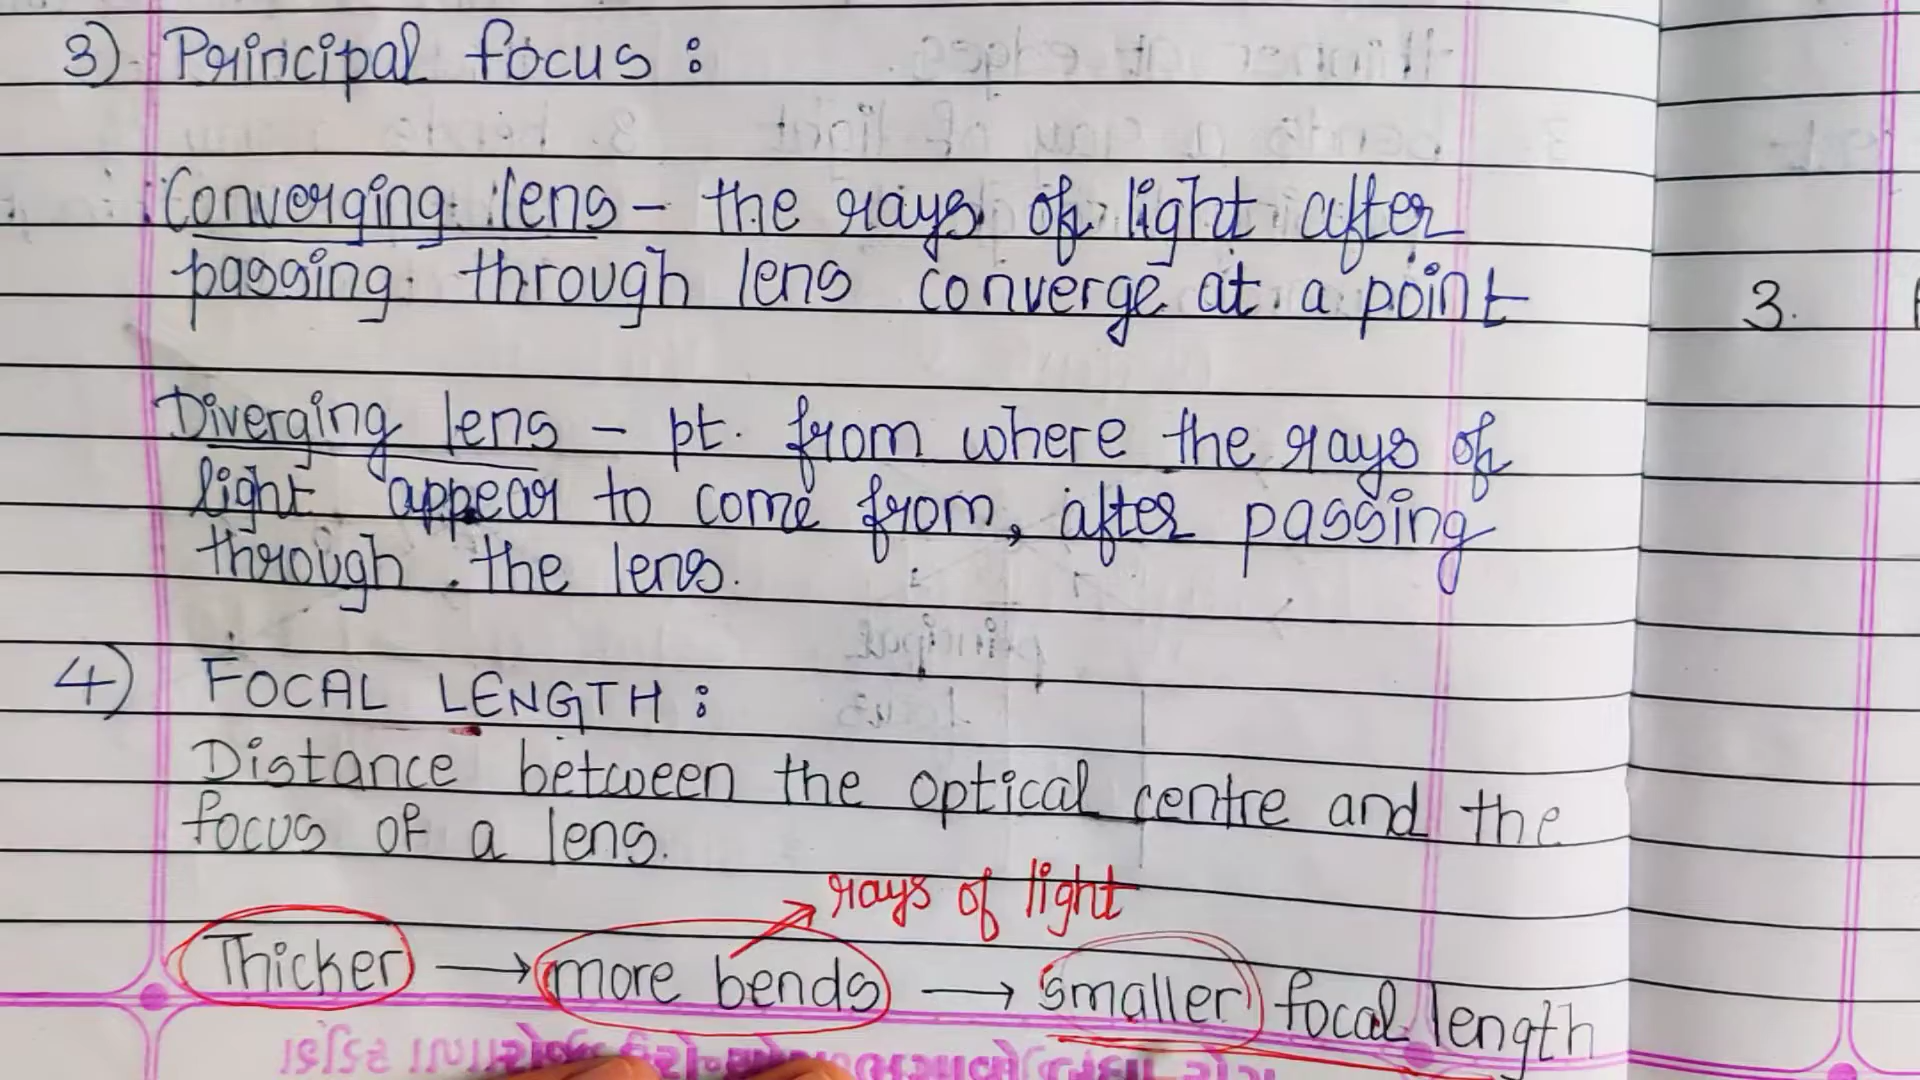 3) Principal focus :
Converging lens - the rays of light after
passing through lens converge at a point
Diverging lens - pt. from where the rays of
light appear to come from, after passing
through the lens.
4) FOCAL LENGTH :
Distance between the optical centre and the
focus of a lens.
rays of light
Thicker → more bends → smaller focal length
3.